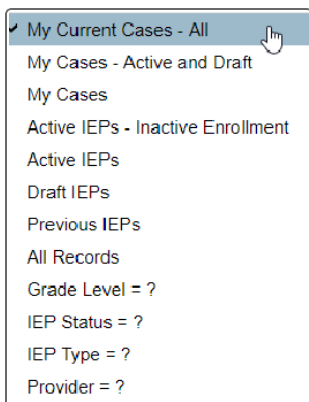 My Current Cases - All
My Cases - Active and Draft
My Cases
Active IEPs - Inactive Enrollment
Active IEPs
Draft IEPs
Previous IEPs
All Records
Grade Level = ?
IEP Status = ?
IEP Type = ?
Provider = ?